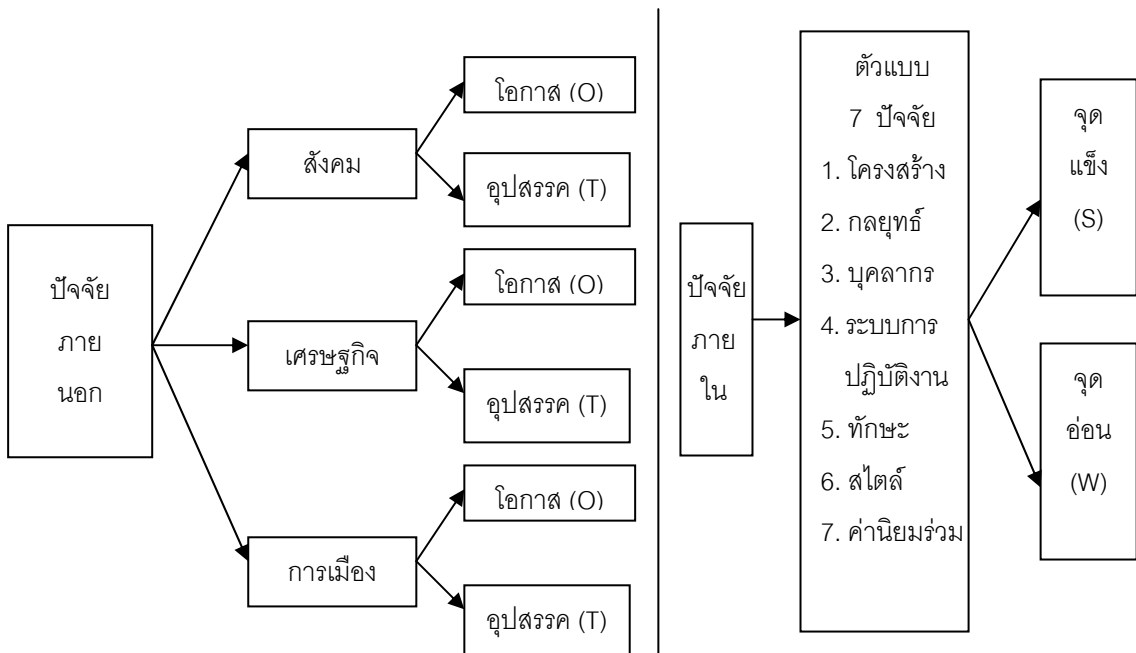 ปัจจัย
ภาย
นอก
สังคม
โอกาส (O)
อุปสรรค (T)
เศรษฐกิจ
โอกาส (O)
อุปสรรค (T)
การเมือง
โอกาส (O)
อุปสรรค (T)
ปัจจัย
ภาย
ใน
ตัวแบบ
7 ปัจจัย
1. โครงสร้าง
2. กลยุทธ์
3. บุคลากร
4. ระบบการ
ปฏิบัติงาน
5. ทักษะ
6. สไตล์
7. ค่านิยมร่วม
จุด
แข็ง
(S)
จุด
อ่อน
(W)